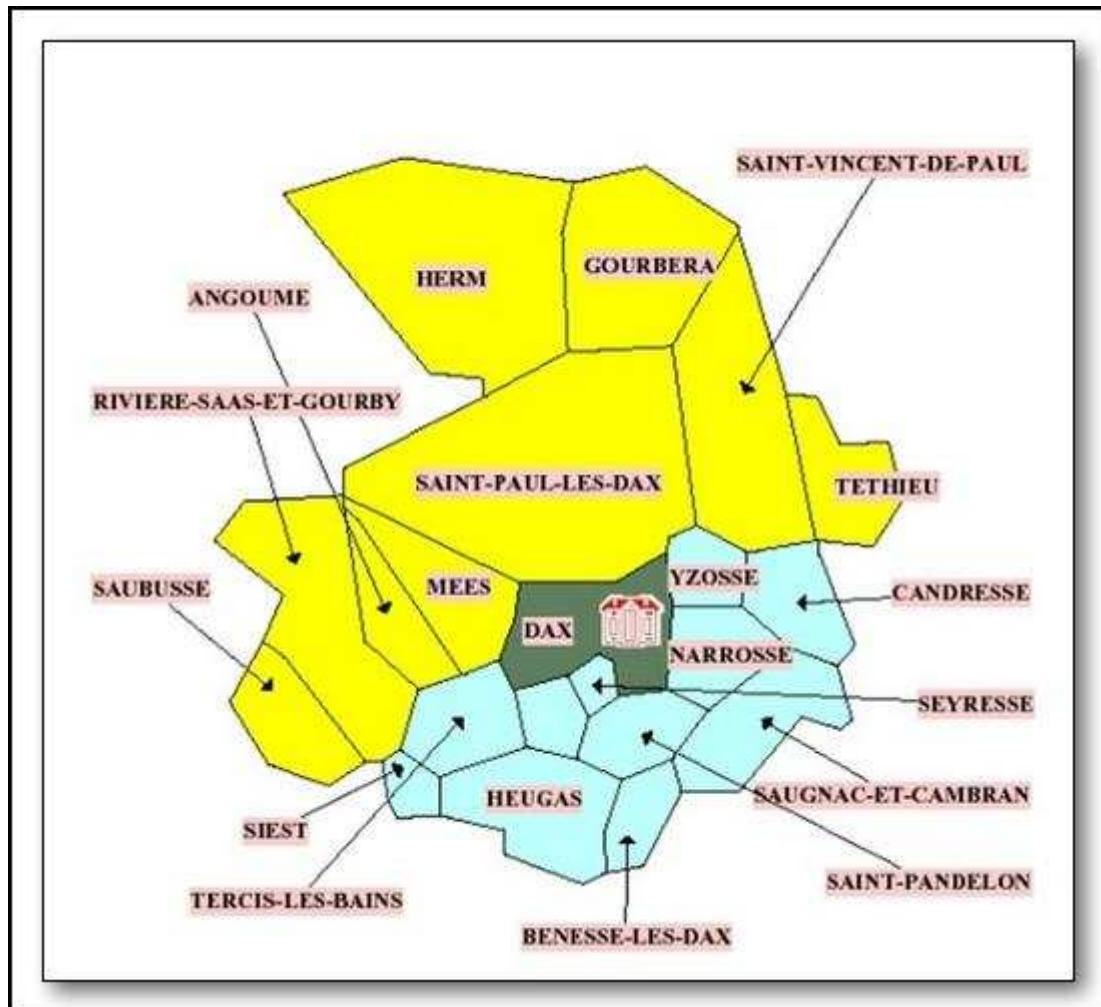 SAINT-VINCENT-DE-PAUL
GOURBERA
HERM
ANGOUME
RIVIERE-SAAS-ET-GOURBY
SAINT-PAUL-LES-DAX
TETHIEU
YZOSSE
MEES
SAUBUSSE
CANDRESSE
DAX
NARROSSE
SEYRESSE
HEUGAS
SAUGNAC-ET-CAMBRAN
SIEST
SAINT-PANDELON
TERCIS-LES-BAINS
BENESSE-LES-DAX